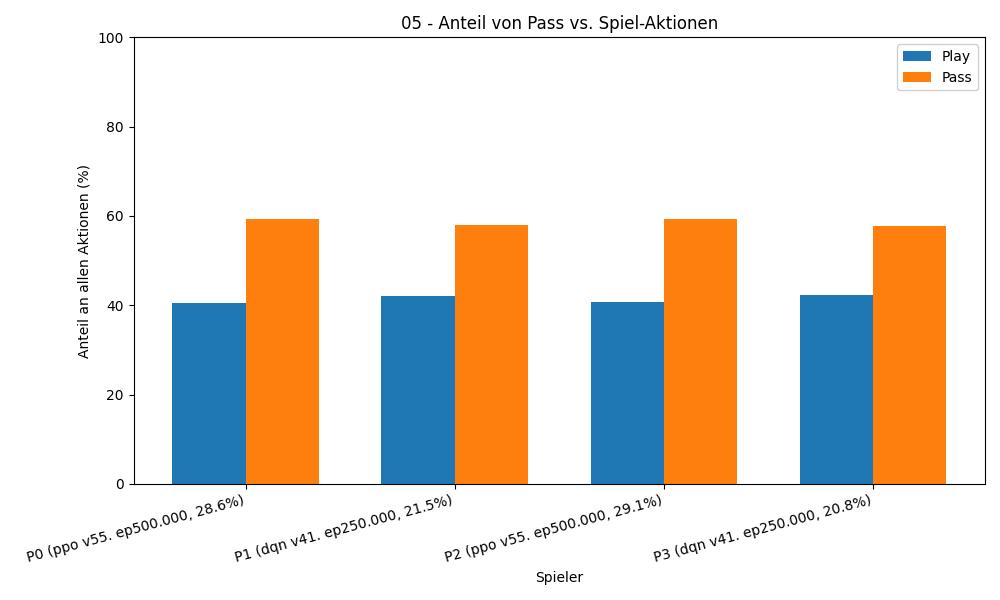 05 - Anteil von Pass vs. Spiel-Aktionen
Anteil an allen Aktionen (%)
100
80
60
40
20
0
Play
Pass
P0 (ppo v55. ep500.000, 28.6%)
P1 (dqn v41. ep250.000, 21.5%)
P2 (ppo v55. ep500.000, 29.1%)
P3 (dqn v41. ep250.000, 20.8%)
Spieler